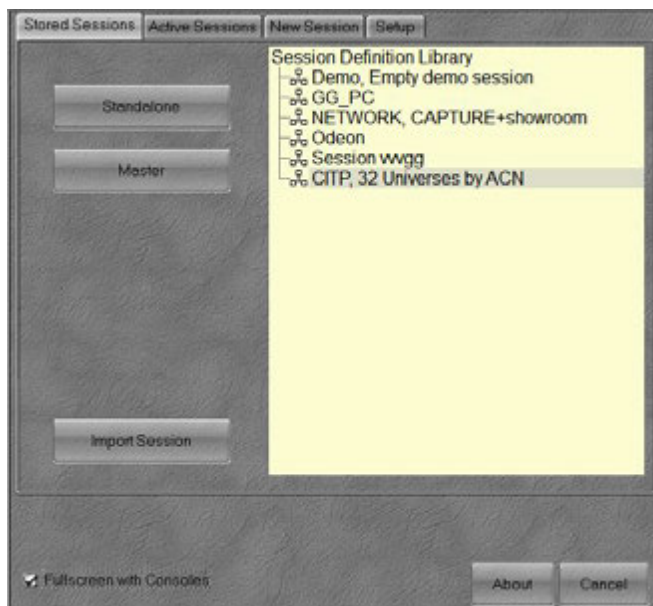 Stored Sessions Active Sessions New Session Setup
Session Definition Library
Demo, Empty demo session
GG_PC
NETWORK, CAPTURE+showroom
Odeon
Session vvgg
CITP, 32 Universes by ACN
Standalone
Master
Import Session
Fullscreen with Consoles
About Cancel